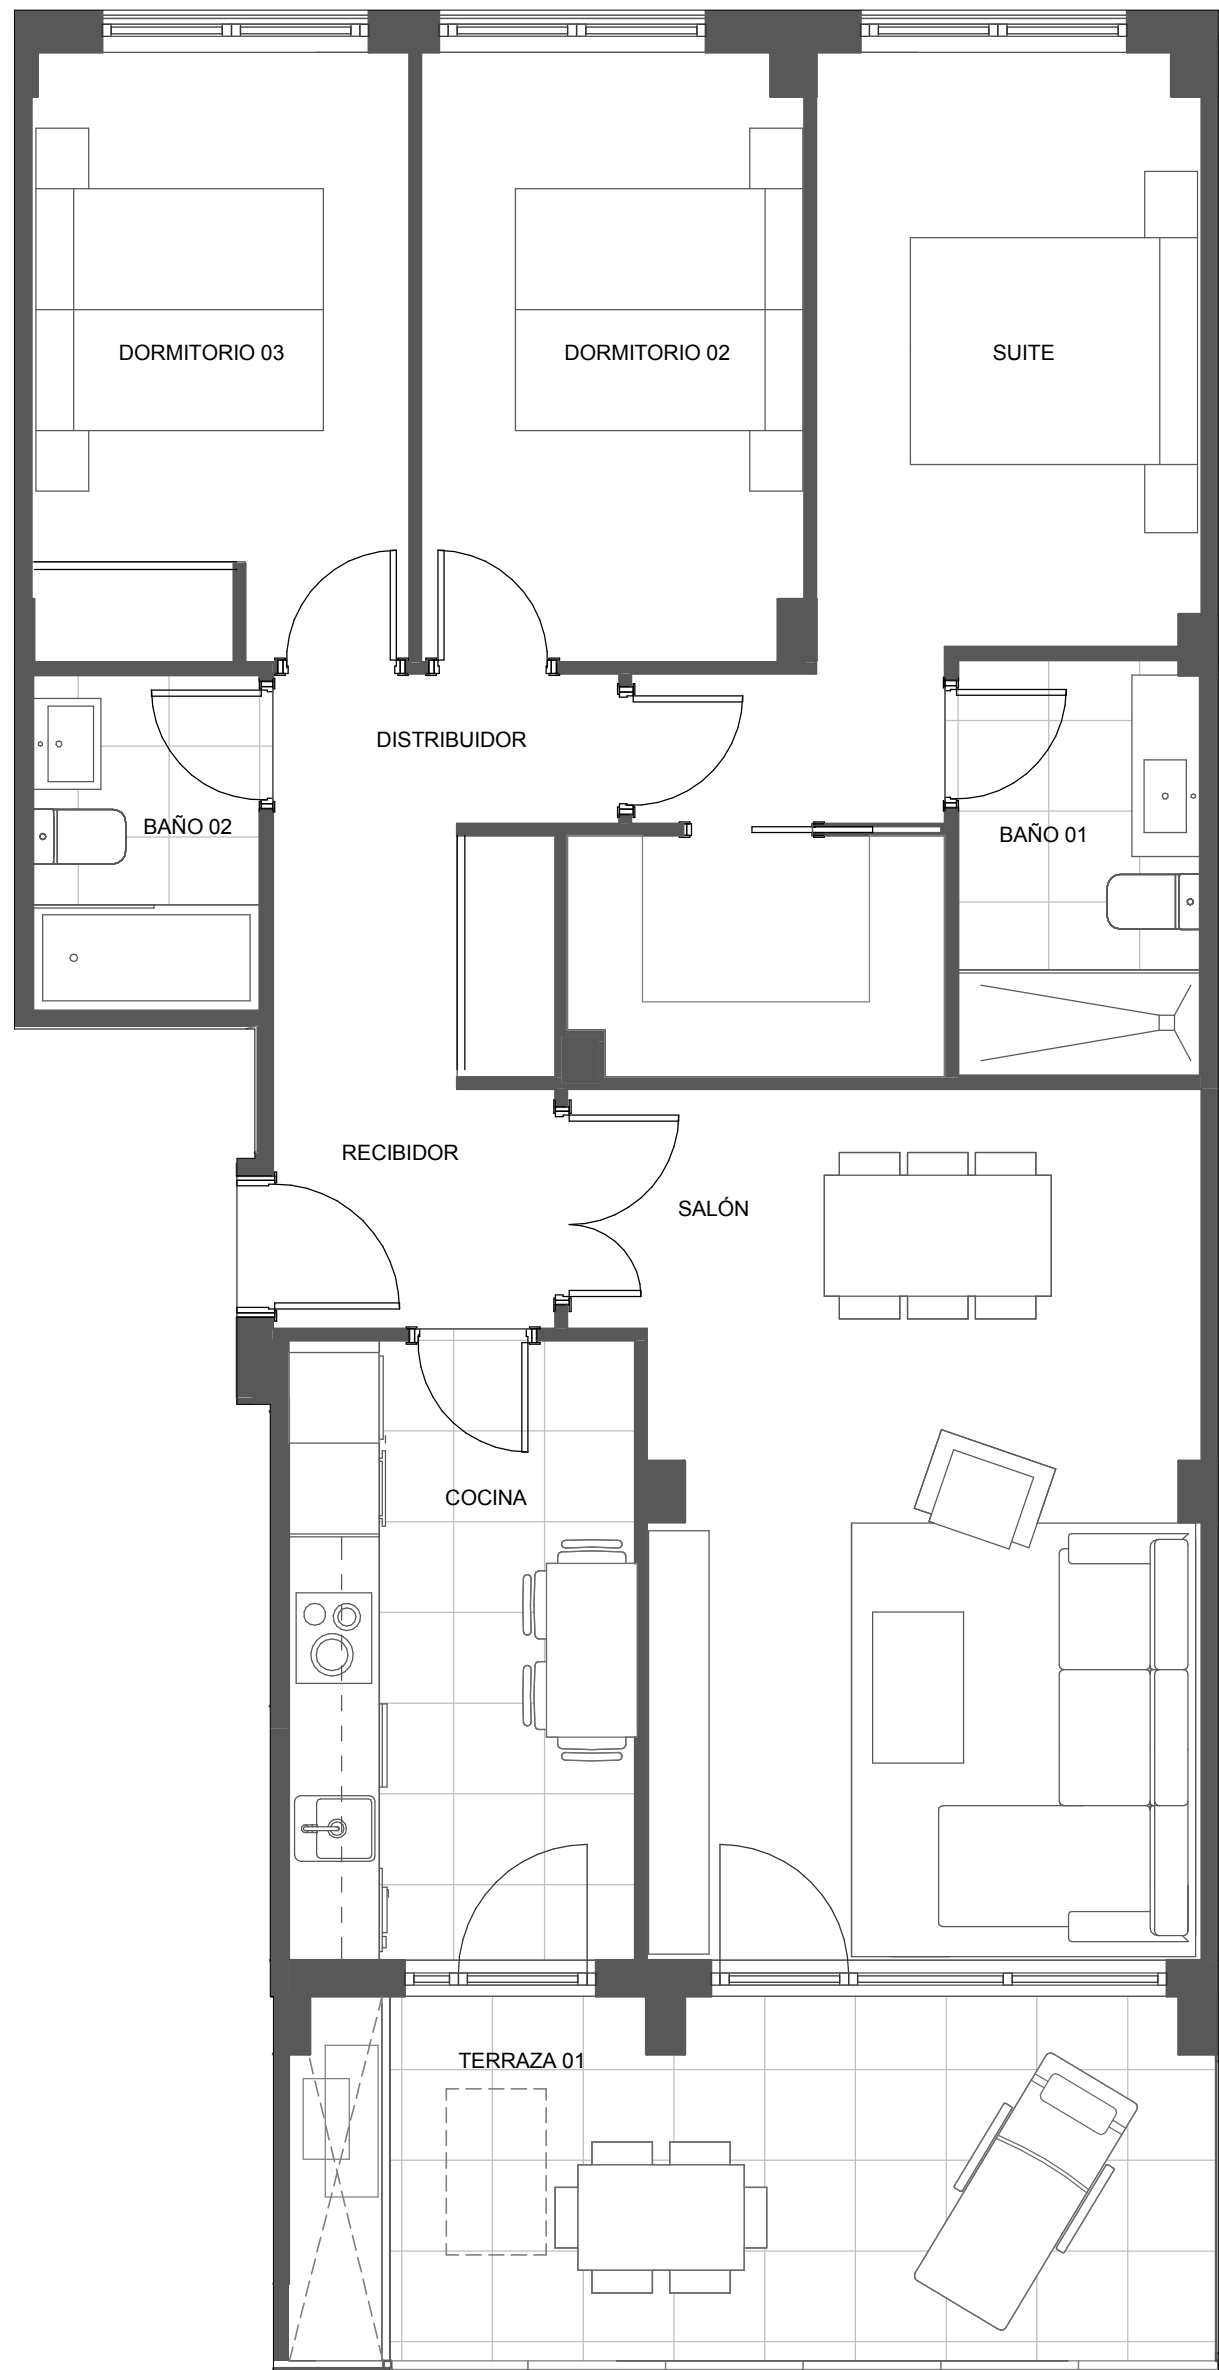 DORMITORIO 03
DORMITORIO 02
SUITE
DISTRIBUIDOR
BAÑO 02
BAÑO 01
RECIBIDOR
SALÓN
COCINA
TERRAZA 01